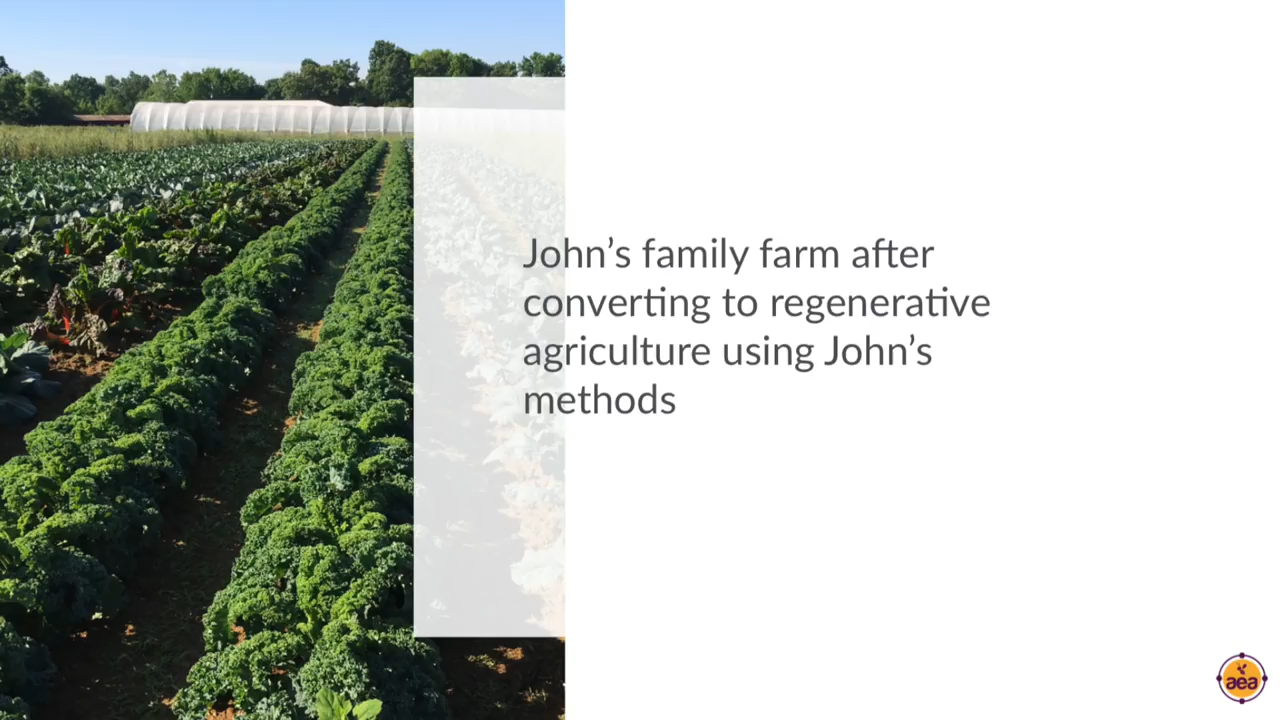 John’s family farm after
converting to regenerative
agriculture using John’s
methods
aea